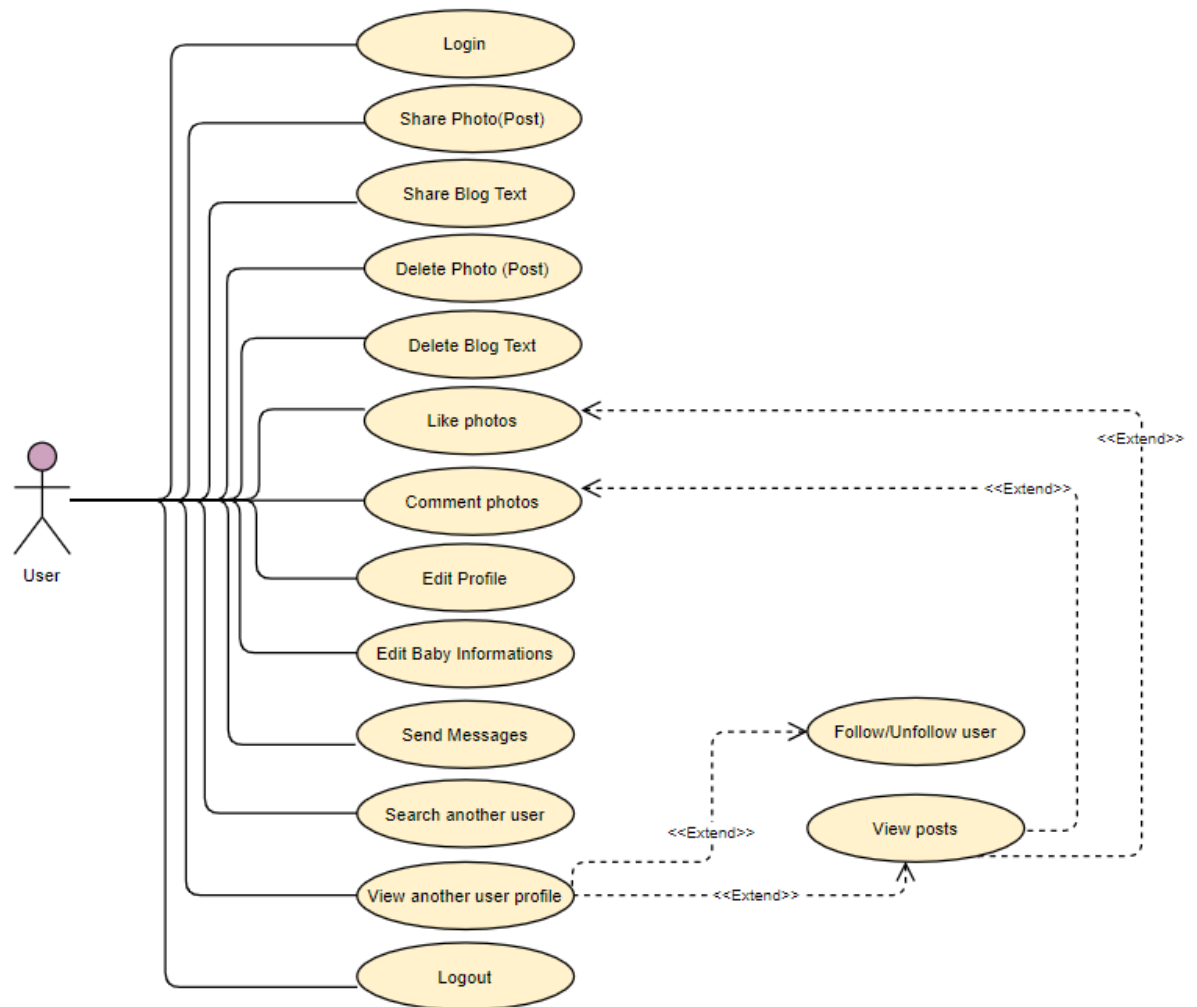 Login
Share Photo(Post)
Share Blog Text
Delete Photo (Post)
Delete Blog Text
Like photos
<<Extend>>
Comment photos
<<Extend>>
User
Edit Profile
Edit Baby Informations
Send Messages
Follow/Unfollow user
Search another user
View posts
<<Extend>>
View another user profile
<<Extend>>
Logout